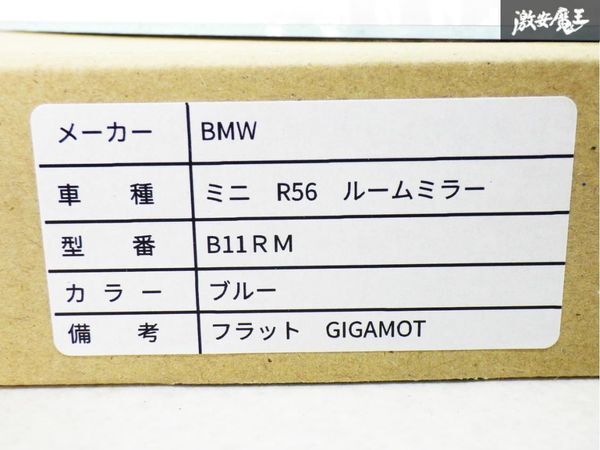 激安魔王
メーカー BMW
車種 ミニ R56 ルームミラー
型番 B11RM
カラー ブルー
備考 フラット GIGAMOT